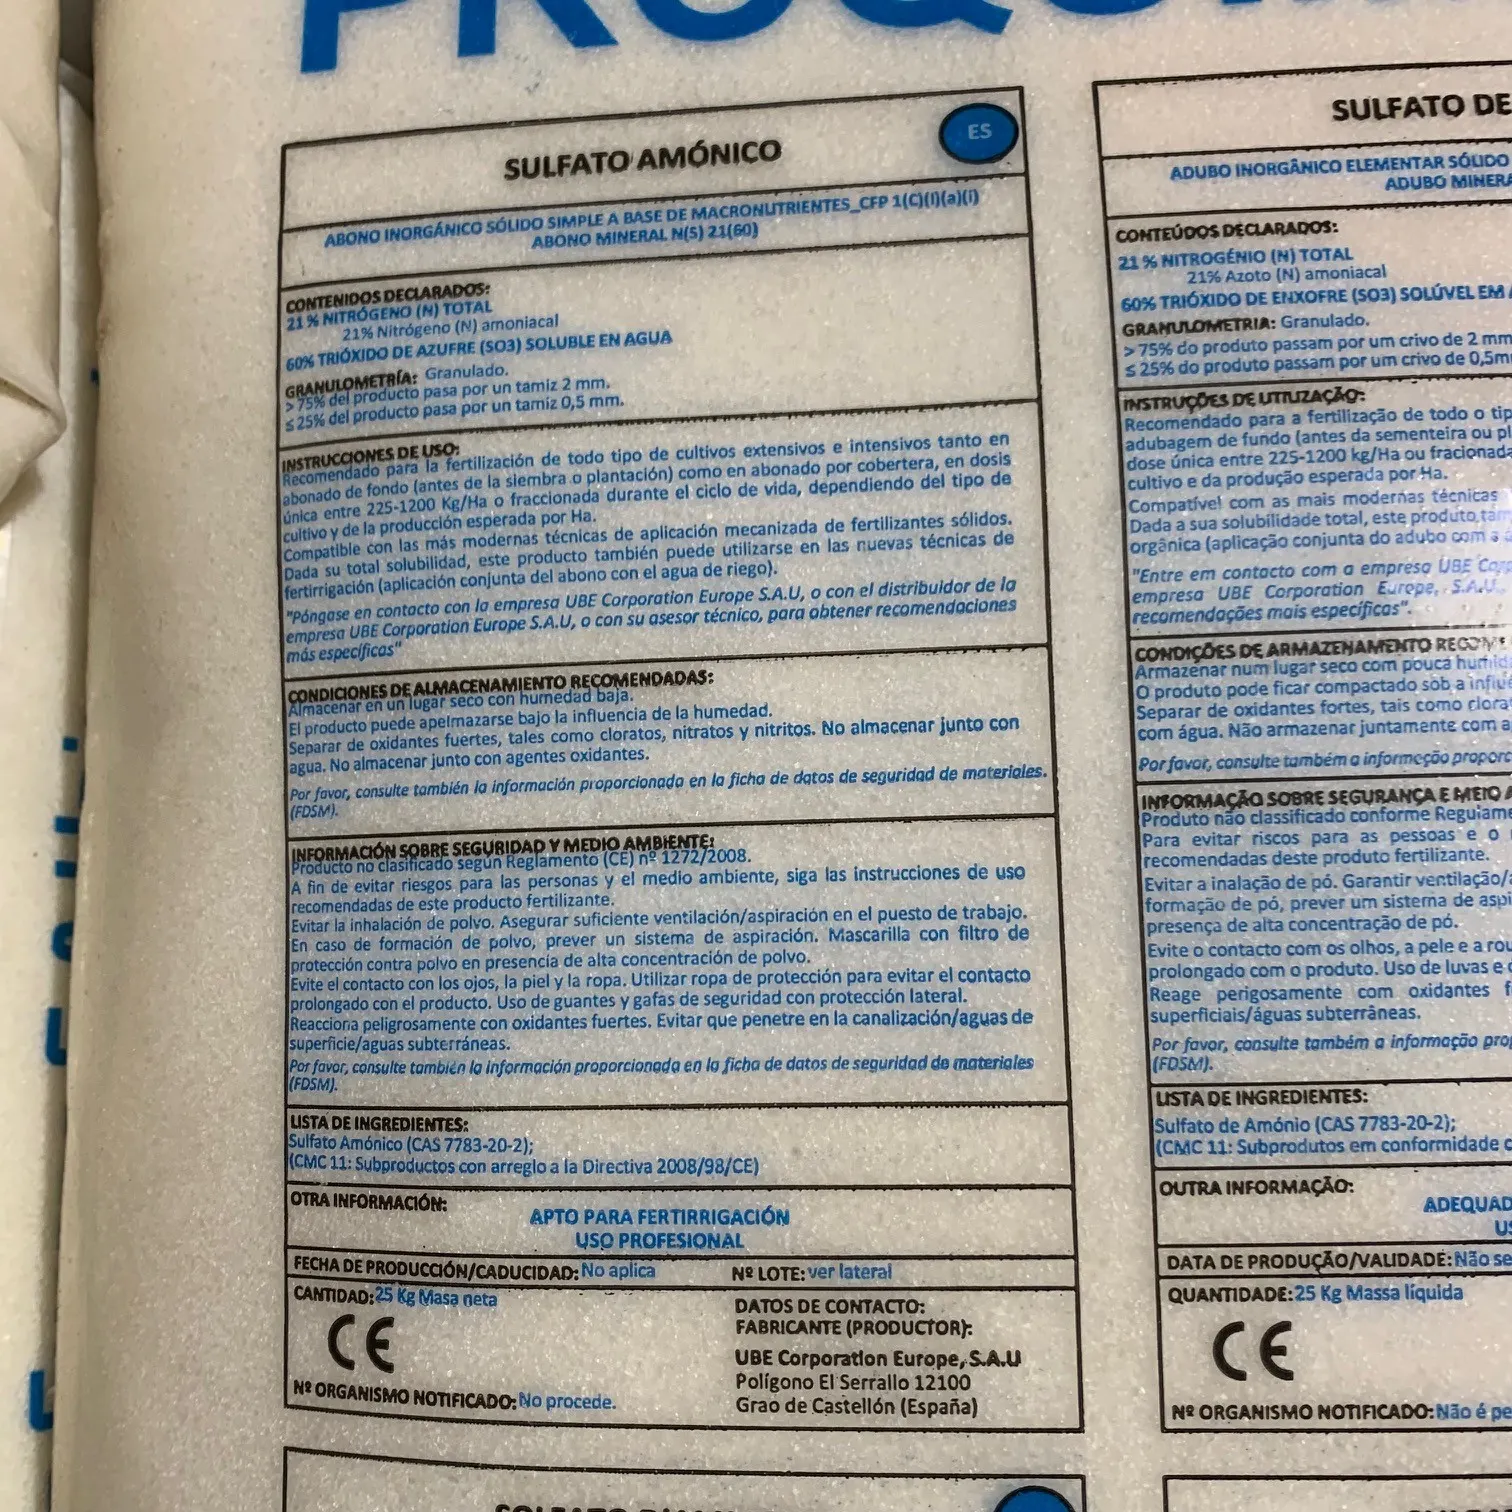 SULFATO AMÓNICO
ES
ABONO INORGÁNICO SÓLIDO SIMPLE A BASE DE MACRONUTRIENTES_CFP 1(C)(I)(a)(i)
ABONO MINERAL N(S) 21(60)
CONTENIDOS DECLARADOS:
21 % NITRÓGENO (N) TOTAL
21% Nitrógeno (N) amoniacal
60% TRIÓXIDO DE AZUFRE (SO3) SOLUBLE EN AGUA
GRANULOMETRÍA: Granulado.
> 75% del producto pasa por un tamiz 2 mm.
≤ 25% del producto pasa por un tamiz 0,5 mm.
INSTRUCCIONES DE USO:
Recomendado para la fertilización de todo tipo de cultivos extensivos e intensivos tanto en
abonado de fondo (antes de la siembra o plantación) como en abonado por cobertera, en dosis
única entre 225-1200 Kg/Ha o fraccionada durante el ciclo de vida, dependiendo del tipo de
cultivo y de la producción esperada por Ha.
Compatible con las más modernas técnicas de aplicación mecanizada de fertilizantes sólidos.
Dada su total solubilidad, este producto también puede utilizarse en las nuevas técnicas de
fertirrigación (aplicación conjunta del abono con el agua de riego).
"Póngase en contacto con la empresa UBE Corporation Europe S.A.U, o con el distribuidor de la
empresa UBE Corporation Europe S.A.U, o con su asesor técnico, para obtener recomendaciones
más específicas"
CONDICIONES DE ALMACENAMIENTO RECOMENDADAS:
Almacenar en un lugar seco con humedad baja.
El producto puede apelmazarse bajo la influencia de la humedad.
Separar de oxidantes fuertes, tales como cloratos, nitratos y nitritos. No almacenar junto con
agua. No almacenar junto con agentes oxidantes.
Por favor, consulte también la información proporcionada en la ficha de datos de seguridad de materiales.
(FDSM).
INFORMACIÓN SOBRE SEGURIDAD Y MEDIO AMBIENTE:
Producto no clasificado según Reglamento (CE) nº 1272/2008.
A fin de evitar riesgos para las personas y el medio ambiente, siga las instrucciones de uso
recomendadas de este producto fertilizante.
Evitar la inhalación de polvo. Asegurar suficiente ventilación/aspiración en el puesto de trabajo.
En caso de formación de polvo, prever un sistema de aspiración. Mascarilla con filtro de
protección contra polvo en presencia de alta concentración de polvo.
Evite el contacto con los ojos, la piel y la ropa. Utilizar ropa de protección para evitar el contacto
prolongado con el producto. Uso de guantes y gafas de seguridad con protección lateral.
Reacciona peligrosamente con oxidantes fuertes. Evitar que penetre en la canalización/aguas de
superficie/aguas subterráneas.
Por favor, consulte también la información proporcionada en la ficha de datos de seguridad de materiales
(FDSM).
LISTA DE INGREDIENTES:
Sulfato Amónico (CAS 7783-20-2);
(CMC 11: Subproductos con arreglo a la Directiva 2008/98/CE)
OTRA INFORMACIÓN:
APTO PARA FERTIRRIGACIÓN
USO PROFESIONAL
FECHA DE PRODUCCIÓN/CADUCIDAD: No aplica
Nº LOTE: ver lateral
CANTIDAD: 25 Kg Masa neta
CE
Nº ORGANISMO NOTIFICADO: No procede.
DATOS DE CONTACTO:
FABRICANTE (PRODUCTOR):
UBE Corporation Europe, S.A.U
Polígono El Serrallo 12100
Grao de Castellón (España)
SULFATO DE
ADUBO INORGÂNICO ELEMENTAR SÓLIDO
ADUBO MINERA
CONTEÚDOS DECLARADOS:
21 % NITROGÉNIO (N) TOTAL
21% Azoto (N) amoniacal
60% TRIÓXIDO DE ENXOFRE (SO3) SOLÚVEL EM
GRANULOMETRIA: Granulado.
> 75% do produto passam por um crivo de 2 mm
≤ 25% do produto passam por um crivo de 0,5m
INSTRUÇÕES DE UTILIZAÇÃO:
Recomendado para a fertilização de todo o tip
adubagem de fundo (antes da sementeira ou pl
dose única entre 225-1200 kg/Ha ou fracionada
cultivo e da produção esperada por Ha.
Compatível com as mais modernas técnicas
Dada a sua solubilidade total, este produto tam
orgânica (aplicação conjunta do adubo com a
"Entre em contacto com a empresa UBE Corp
empresa UBE Corporation Europe, S.A.U,
recomendações mais específicas".
CONDIÇÕES DE ARMAZENAMENTO RECOM
Armazenar num lugar seco com pouca humid
O produto pode ficar compactado sob a influê
Separar de oxidantes fortes, tais como clora
com água. Não armazenar juntamente com a
Por favor, consulte também a informação proporc
INFORMAÇÃO SOBRE SEGURANÇA E MEIO A
Produto não classificado conforme Regulame
Para evitar riscos para as pessoas e o
recomendadas deste produto fertilizante.
Evitar a inalação de pó. Garantir ventilação/a
formação de pó, prever um sistema de aspi
presença de alta concentração de pó.
Evite o contacto com os olhos, a pele e a rou
prolongado com o produto. Uso de luvas e
Reage perigosamente com oxidantes f
superficiais/águas subterrâneas.
Por favor, consulte também a informação prop
(FDSM).
LISTA DE INGREDIENTES:
Sulfato de Amónio (CAS 7783-20-2);
(CMC 11: Subprodutos em conformidade c
OUTRA INFORMAÇÃO:
ADEQUAD
US
DATA DE PRODUÇÃO/VALIDADE: Não se
QUANTIDADE: 25 Kg Massa líquida
CE
Nº ORGANISMO NOTIFICADO: Não é pe